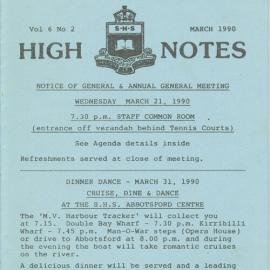 Vol 6 No 2
S·H·S
MARCH 1990
HIGH NOTES
NOTICE OF GENERAL & ANNUAL GENERAL MEETING
WEDNESDAY MARCH 21, 1990
7.30 p.m. STAFF COMMON ROOM
(entrance off verandah behind Tennis Courts)
See Agenda details inside
Refreshments served at close of meeting.
DINNER DANCE - MARCH 31, 1990
CRUISE, DINE & DANCE
AT THE S.H.S. ABBOTSFORD CENTRE
The 'M.V. Harbour Tracker' will collect you
at 7.15. Double Bay Wharf - 7.30 p.m. Kirribilli
Wharf - 7.45 p.m. Man-O-War steps (Opera House)
or drive to Abbotsford at 8.00 p.m. and during
the evening the boat will take romantic cruises
on the river.
A delicious dinner will be served and a leading